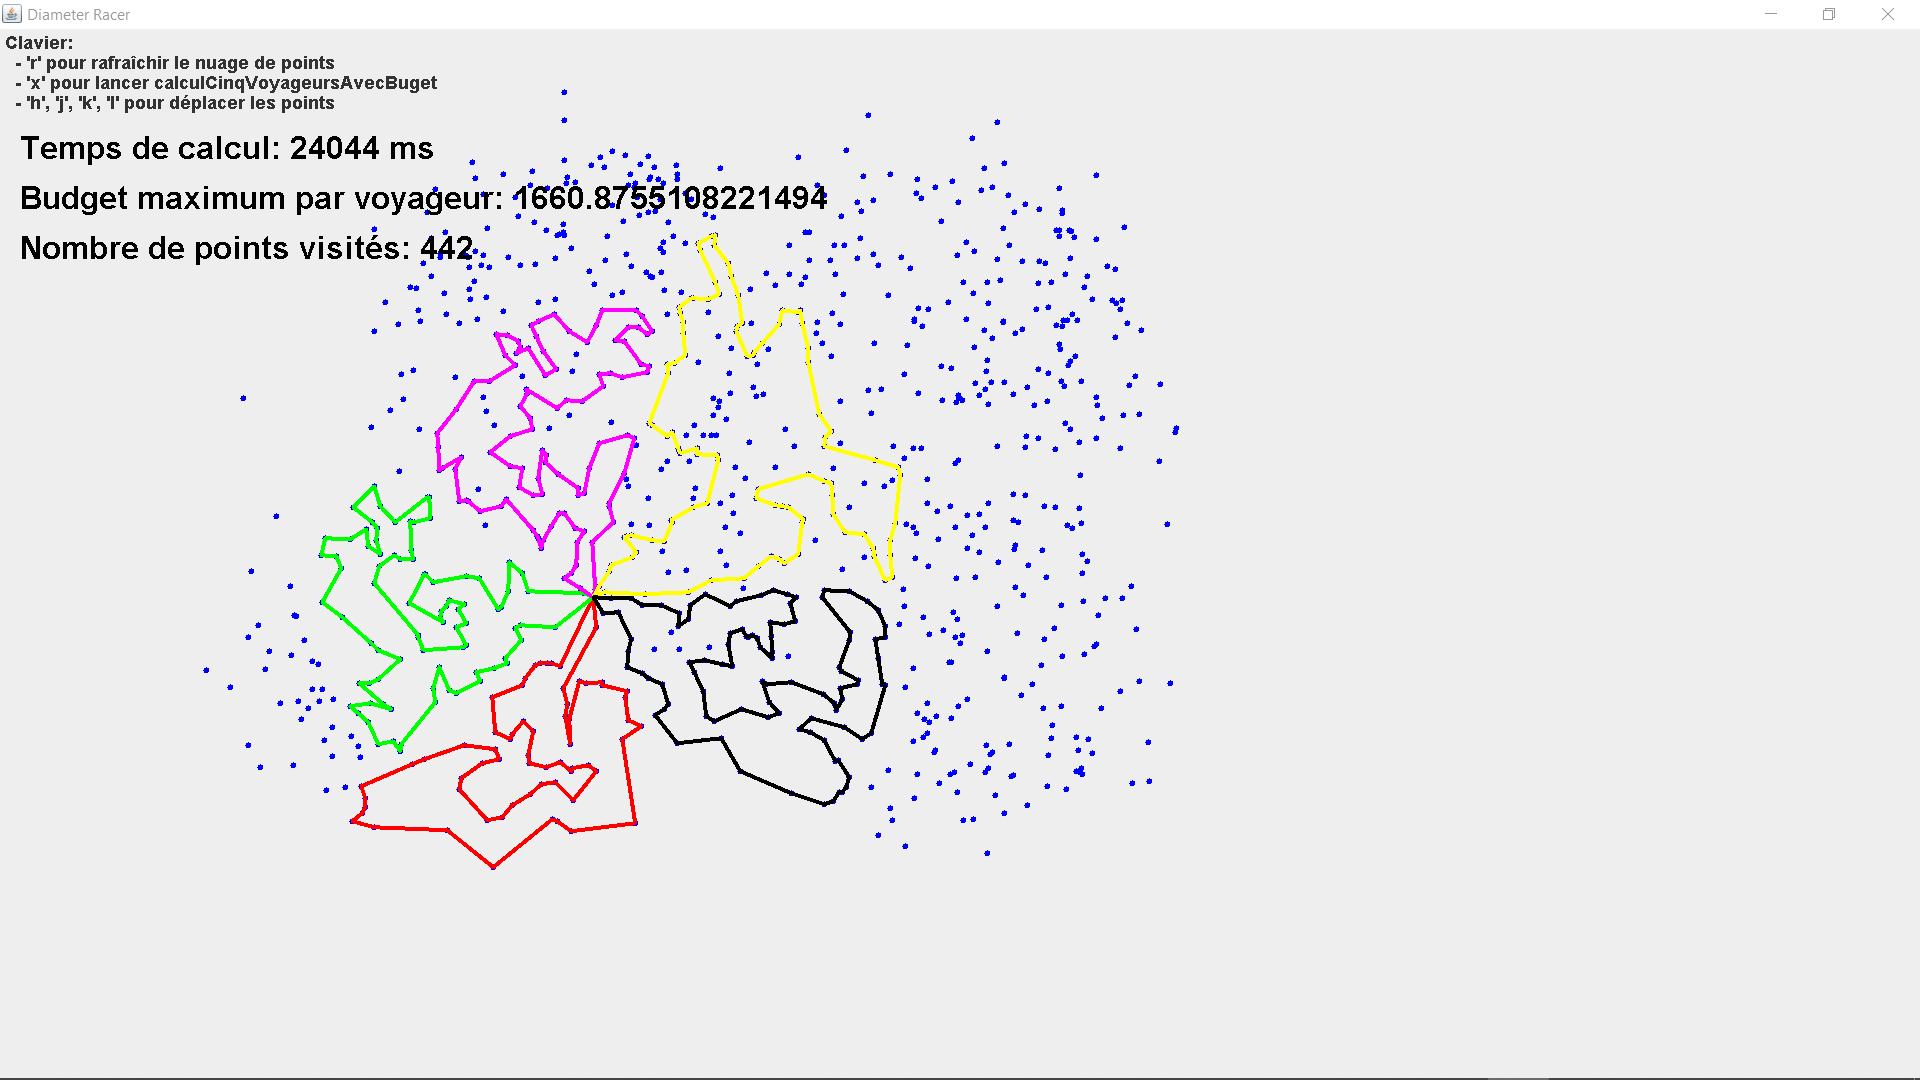 Diameter Racer
Clavier:
- 'r' pour rafraîchir le nuage de points
- 'x' pour lancer calculCinqVoyageursAvecBuget
- 'h', 'j', 'k', 'l' pour déplacer les points
Temps de calcul: 24044 ms
Budget maximum par voyageur: 1660.8755108221494
Nombre de points visités: 442